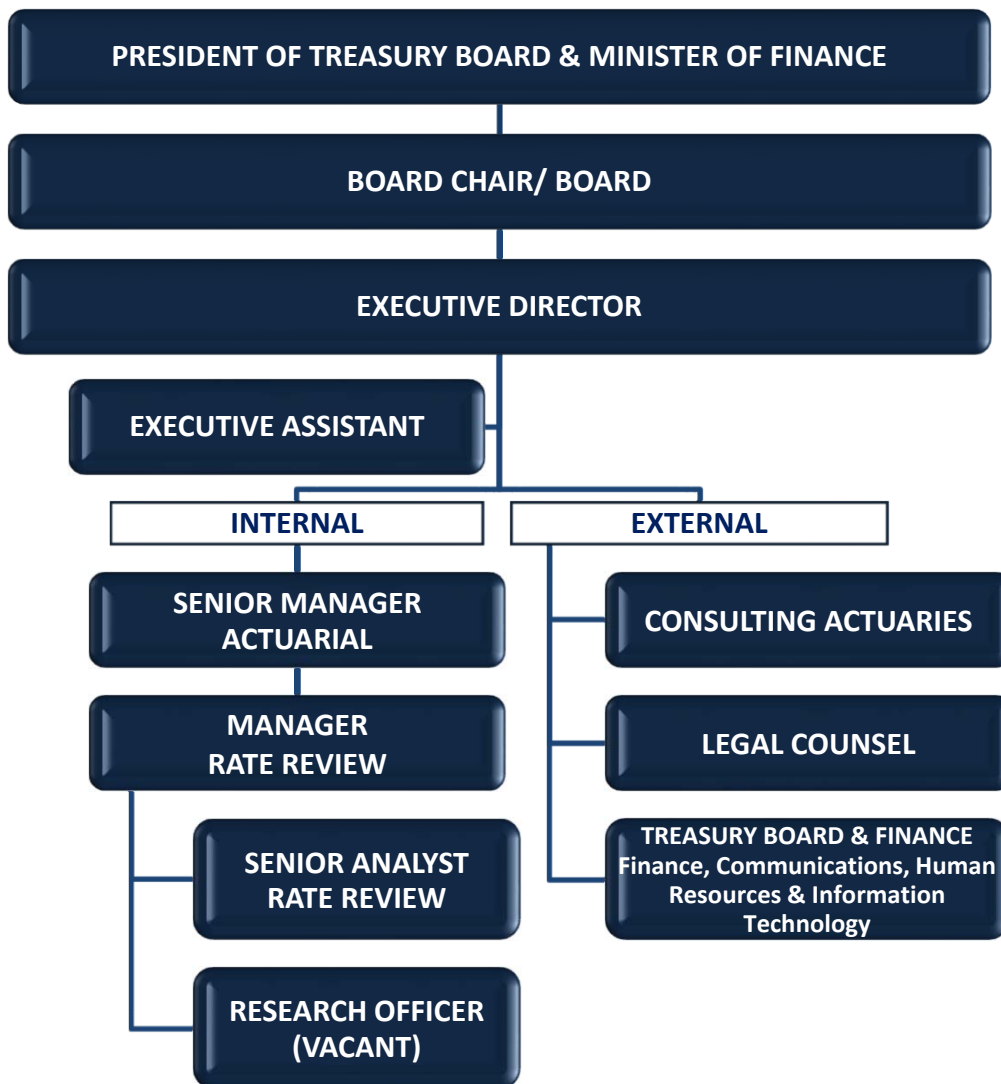 PRESIDENT OF TREASURY BOARD & MINISTER OF FINANCE
BOARD CHAIR/ BOARD
EXECUTIVE DIRECTOR
EXECUTIVE ASSISTANT
INTERNAL
SENIOR MANAGER
ACTUARIAL
MANAGER
RATE REVIEW
SENIOR ANALYST
RATE REVIEW
RESEARCH OFFICER
(VACANT)
EXTERNAL
CONSULTING ACTUARIES
LEGAL COUNSEL
TREASURY BOARD & FINANCE
Finance, Communications, Human
Resources & Information
Technology